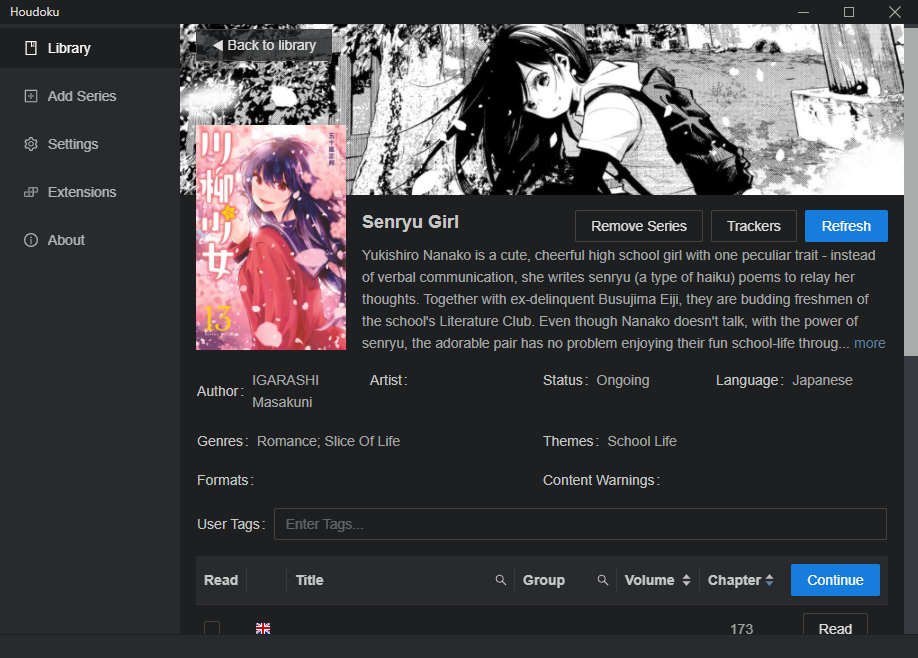 Houdoku
Library
Add Series
Settings
Extensions
About
◀ Back to library
川柳少女
五十嵐正邦
13
Senryu Girl
Remove Series
Trackers
Refresh
Yukishiro Nanako is a cute, cheerful high school girl with one peculiar trait - instead
of verbal communication, she writes senryu (a type of haiku) poems to relay her
thoughts. Together with ex-delinquent Busujima Eiji, they are budding freshmen of
the school's Literature Club. Even though Nanako doesn't talk, with the power of
senryu, the adorable pair has no problem enjoying their fun school-life throug... more
Author: IGARASHI
Masakuni
Artist:
Status: Ongoing
Language: Japanese
Genres: Romance; Slice Of Life
Themes: School Life
Formats:
Content Warnings:
User Tags: Enter Tags...
Read Title Group Volume Chapter Continue
173 Read